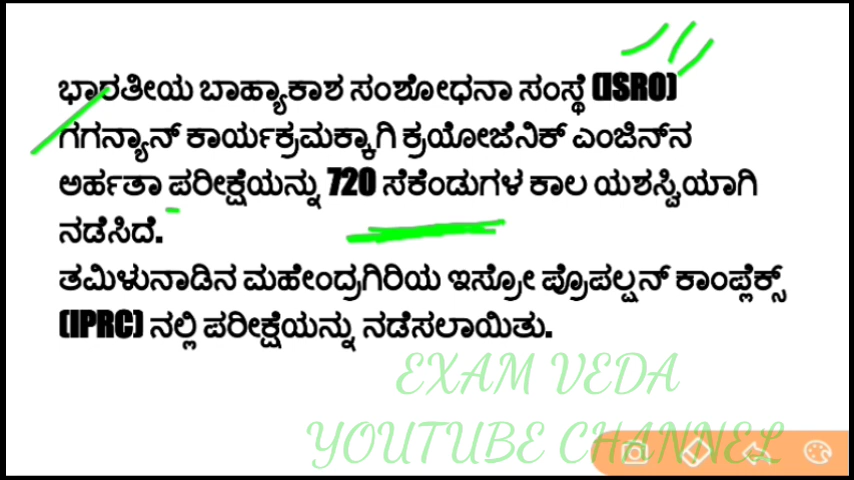 ಭಾರತೀಯ ಬಾಹ್ಯಾಕಾಶ ಸಂಶೋಧನಾ ಸಂಸ್ಥೆ (ISRO)
ಗಗನ್ಯಾನ್ ಕಾರ್ಯಕ್ರಮಕ್ಕಾಗಿ ಕ್ರಯೋಜೆನಿಕ್ ಎಂಜಿನ್‌ನ
ಅರ್ಹತಾ ಪರೀಕ್ಷೆಯನ್ನು 720 ಸೆಕೆಂಡುಗಳ ಕಾಲ ಯಶಸ್ವಿಯಾಗಿ
ನಡೆಸಿದೆ.
ತಮಿಳುನಾಡಿನ ಮಹೇಂದ್ರಗಿರಿಯ ಇಸ್ರೋ ಪ್ರೊಪಲ್ಷನ್ ಕಾಂಪ್ಲೆಕ್ಸ್
(IPRC) ನಲ್ಲಿ ಪರೀಕ್ಷೆಯನ್ನು ನಡೆಸಲಾಯಿತು.
EXAM VEDA
YOUTUBE CHANNEL